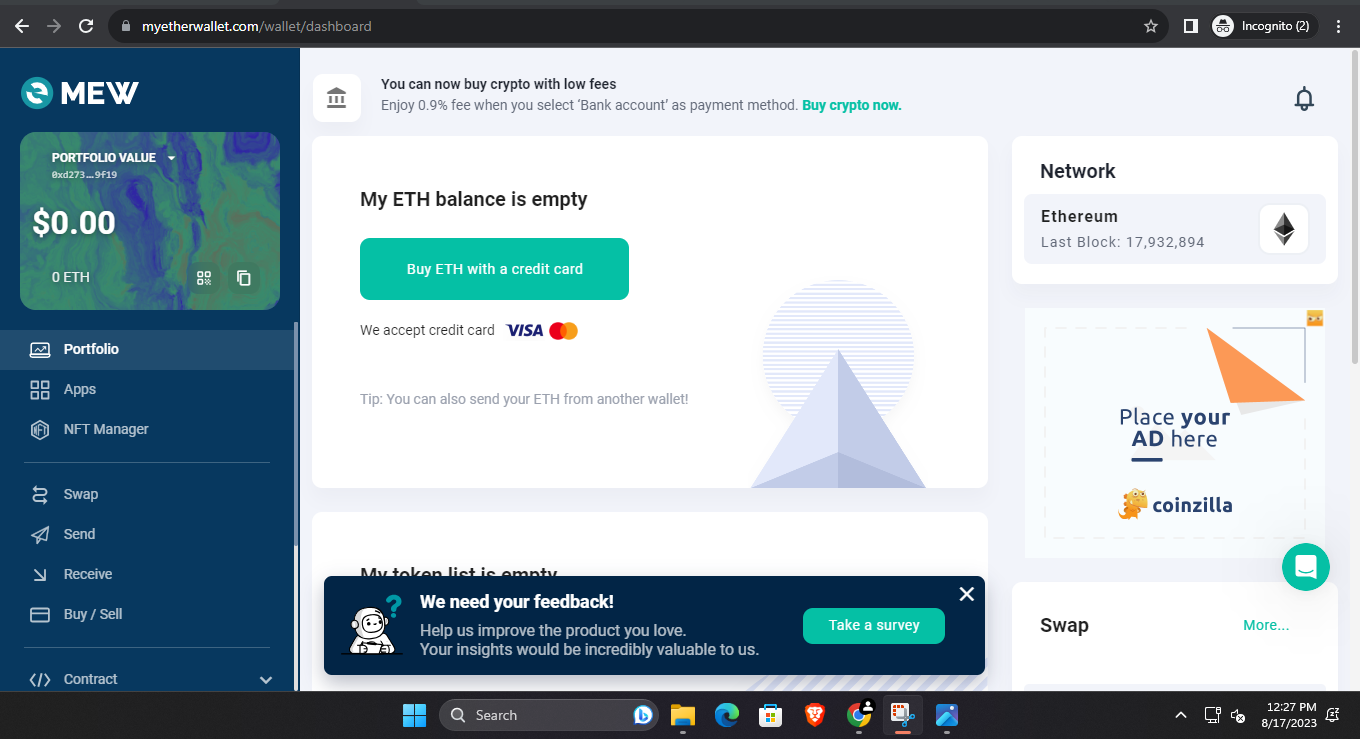 myetherwallet.com/wallet/dashboard
Incognito (2)
MEW
PORTFOLIO VALUE
0xd273...9f19
$0.00
0 ETH
Portfolio
Apps
NFT
NFT Manager
Swap
Send
Receive
Buy / Sell
Contract
You can now buy crypto with low fees
Enjoy 0.9% fee when you select ‘Bank account’ as payment method. Buy crypto now.
My ETH balance is empty
Buy ETH with a credit card
We accept credit card VISA
Tip: You can also send your ETH from another wallet!
My token list is empty
We need your feedback!
Help us improve the product you love.
Your insights would be incredibly valuable to us.
Take a survey
Network
Ethereum
Last Block: 17,932,894
Place your
AD here
coinzilla
Swap
More...
Search
12:27 PM
8/17/2023